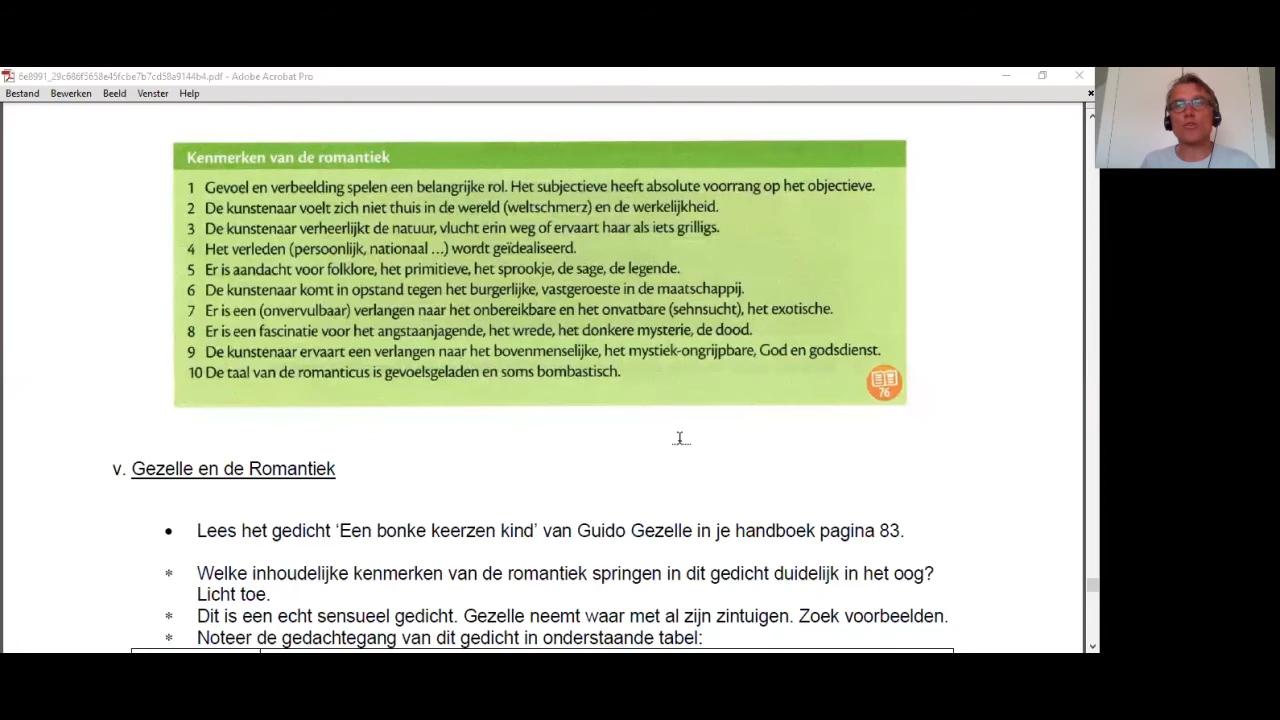 6e8991_29c686f5658e45fcbe7b7cd58a9144b4.pdf - Adobe Acrobat Pro
Bestand Bewerken Beeld Venster Help
Kenmerken van de romantiek
1 Gevoel en verbeelding spelen een belangrijke rol. Het subjectieve heeft absolute voorrang op het objectieve.
2 De kunstenaar voelt zich niet thuis in de wereld (weltschmerz) en de werkelijkheid.
3 De kunstenaar verheerlijkt de natuur, vlucht erin weg of ervaart haar als iets grilligs.
4 Het verleden (persoonlijk, nationaal ...) wordt geïdealiseerd.
5 Er is aandacht voor folklore, het primitieve, het sprookje, de sage, de legende.
6 De kunstenaar komt in opstand tegen het burgerlijke, vastgeroeste in de maatschappij.
7 Er is een (onvervulbaar) verlangen naar het onbereikbare en het onvatbare (sehnsucht), het exotische.
8 Er is een fascinatie voor het angstaanjagende, het wrede, het donkere mysterie, de dood.
9 De kunstenaar ervaart een verlangen naar het bovenmenselijke, het mystiek-ongrijpbare, God en godsdienst.
10 De taal van de romanticus is gevoelsgeladen en soms bombastisch.
76
v. Gezelle en de Romantiek
• Lees het gedicht ‘Een bonke keerzen kind’ van Guido Gezelle in je handboek pagina 83.
* Welke inhoudelijke kenmerken van de romantiek springen in dit gedicht duidelijk in het oog?
Licht toe.
* Dit is een echt sensueel gedicht. Gezelle neemt waar met al zijn zintuigen. Zoek voorbeelden.
* Noteer de gedachtegang van dit gedicht in onderstaande tabel: